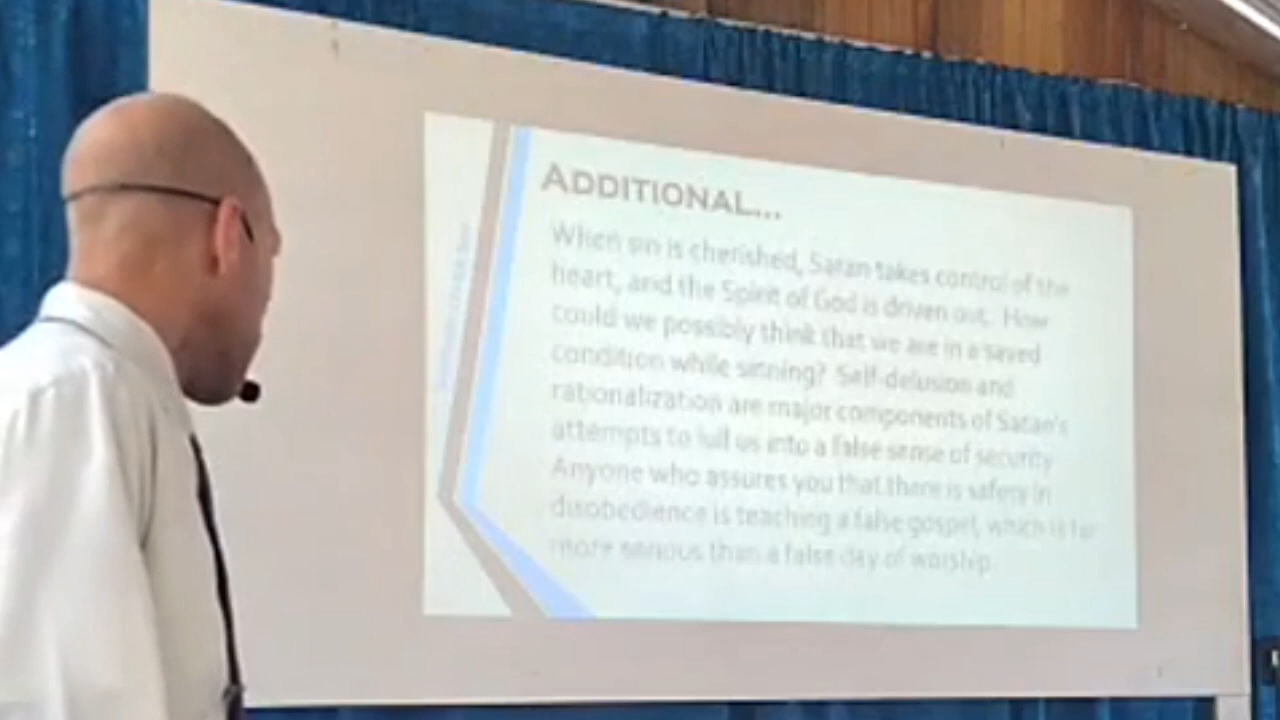 ADDITIONAL...
When sin is cherished, Satan takes control of the
heart, and the Spirit of God is driven out. How
could we possibly think that we are in a saved
condition while sinning? Self-delusion and
rationalization are major components of Satan's
attempts to lull us into a false sense of security
Anyone who assures you that there is safety in
disobedience is teaching a false gospel, which is far
more serious than a false day of worship.